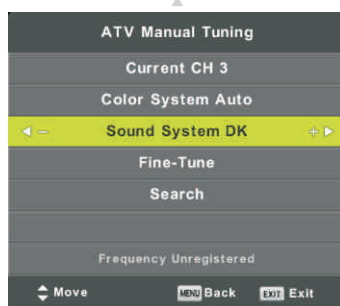 ATV Manual Tuning
Current CH 3
Color System Auto
Sound System DK
Fine-Tune
Search
Frequency Unregistered
Move MENU Back EXIT Exit